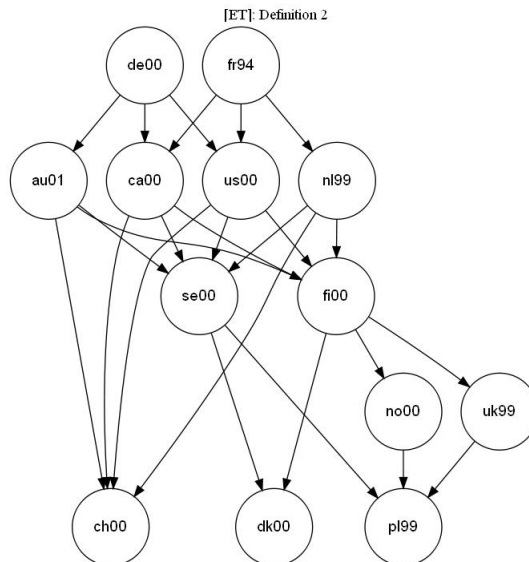 [ET]: Definition 2
de00 fr94
au01 ca00 us00 nl99
se00 fi00
no00 uk99
ch00 dk00 pl99